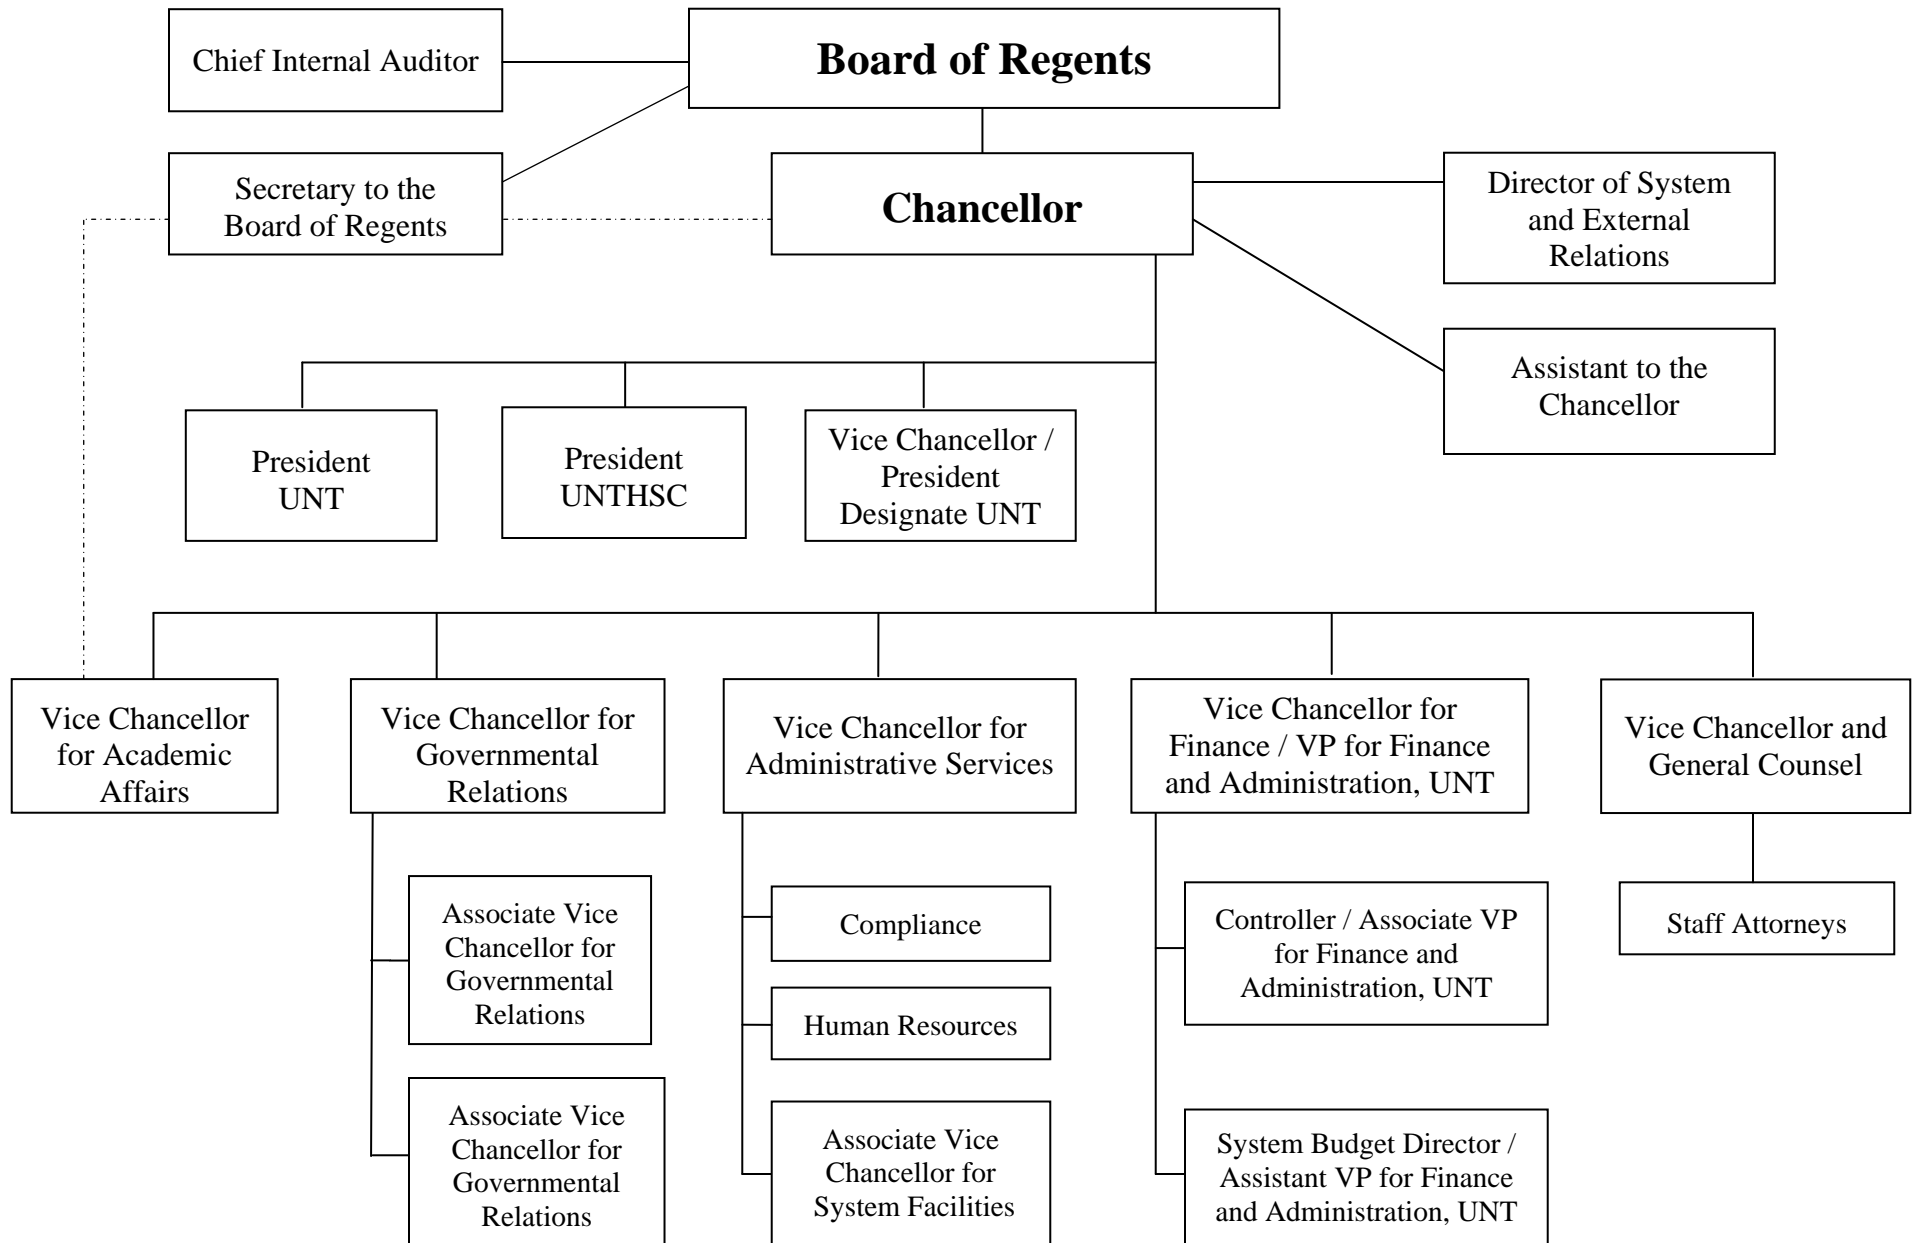 Chief Internal Auditor
Board of Regents
Secretary to the
Board of Regents
Chancellor
Director of System
and External
Relations
Assistant to the
Chancellor
President
UNT
President
UNTHSC
Vice Chancellor /
President
Designate UNT
Vice Chancellor
for Academic
Affairs
Vice Chancellor for
Governmental
Relations
Vice Chancellor for
Administrative Services
Vice Chancellor for
Finance / VP for Finance
and Administration, UNT
Vice Chancellor and
General Counsel
Associate Vice
Chancellor for
Governmental
Relations
Associate Vice
Chancellor for
Governmental
Relations
Compliance
Human Resources
Associate Vice
Chancellor for
System Facilities
Controller / Associate VP
for Finance and
Administration, UNT
System Budget Director /
Assistant VP for Finance
and Administration, UNT
Staff Attorneys